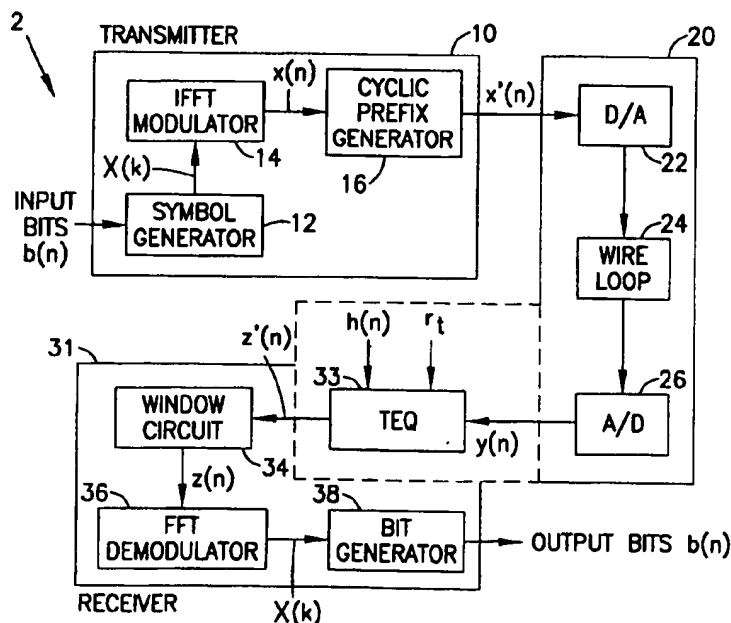 2
TRANSMITTER
10
20
IFFT
MODULATOR
14
x(n)
CYCLIC
PREFIX
GENERATOR
16
x'(n)
D/A
22
X(k)
INPUT
BITS
b(n)
SYMBOL
GENERATOR
12
24
WIRE
LOOP
31
z'(n)
h(n)
r_t
33
TEQ
y(n)
26
A/D
WINDOW
CIRCUIT
34
z(n)
36
FFT
DEMODULATOR
38
BIT
GENERATOR
OUTPUT BITS b(n)
RECEIVER
X(k)